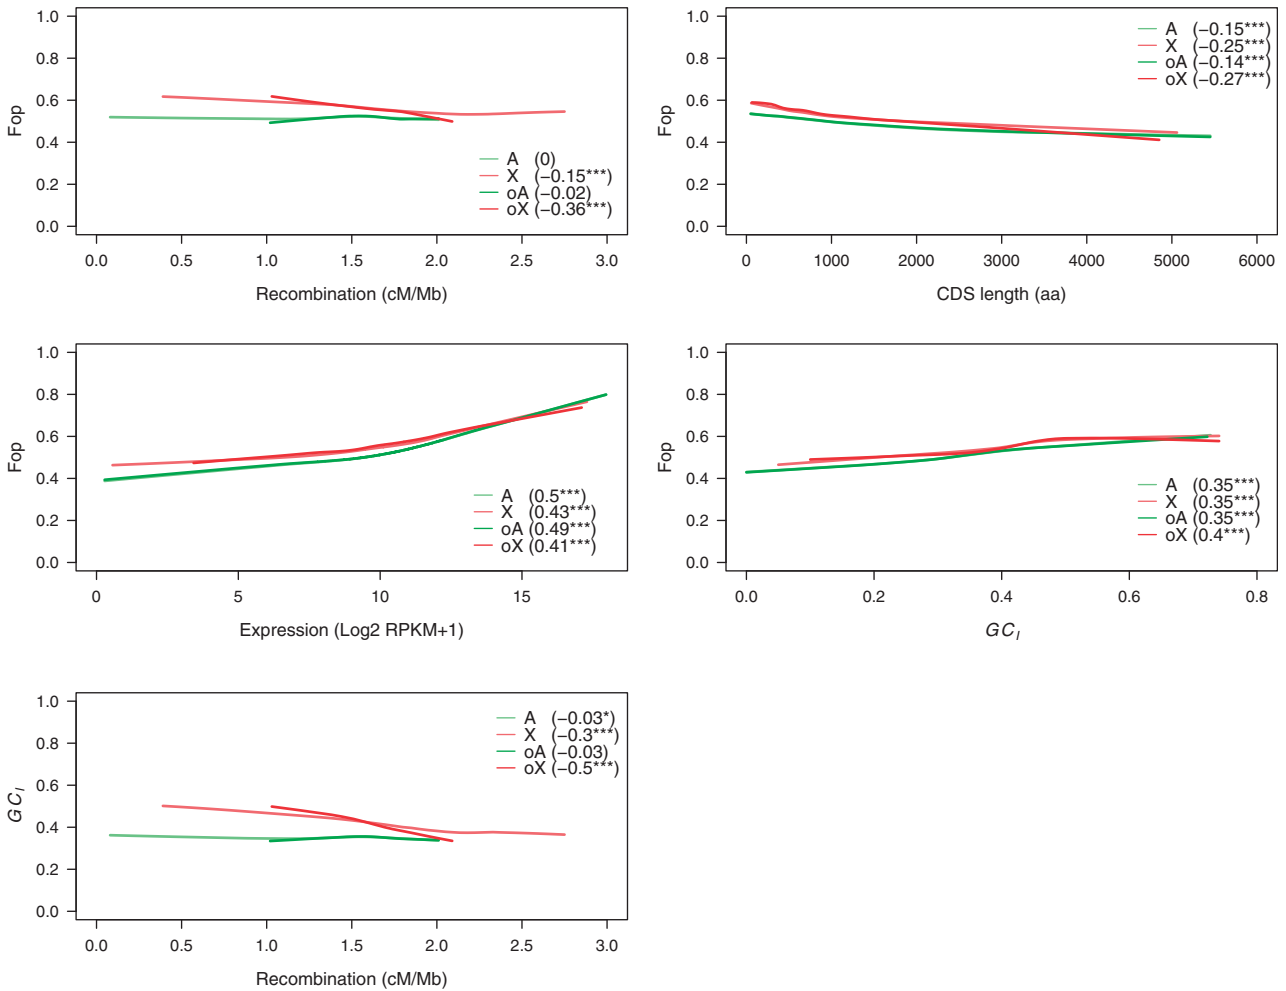 1.0
0.8
0.6
0.4
0.2
0.0
Fop
A (0)
X (−0.15***)
oA (−0.02)
oX (−0.36***)
0.0 0.5 1.0 1.5 2.0 2.5 3.0
Recombination (cM/Mb)
1.0
0.8
0.6
0.4
0.2
0.0
Fop
A (−0.15***)
X (−0.25***)
oA (−0.14***)
oX (−0.27***)
0 1000 2000 3000 4000 5000 6000
CDS length (aa)
1.0
0.8
0.6
0.4
0.2
0.0
Fop
A (0.5***)
X (0.43***)
oA (0.49***)
oX (0.41***)
0 5 10 15
Expression (Log2 RPKM+1)
1.0
0.8
0.6
0.4
0.2
0.0
Fop
A (0.35***)
X (0.35***)
oA (0.35***)
oX (0.4***)
0.0 0.2 0.4 0.6 0.8
GC_I
1.0
0.8
0.6
0.4
0.2
0.0
GC_I
A (−0.03*)
X (−0.3***)
oA (−0.03)
oX (−0.5***)
0.0 0.5 1.0 1.5 2.0 2.5 3.0
Recombination (cM/Mb)